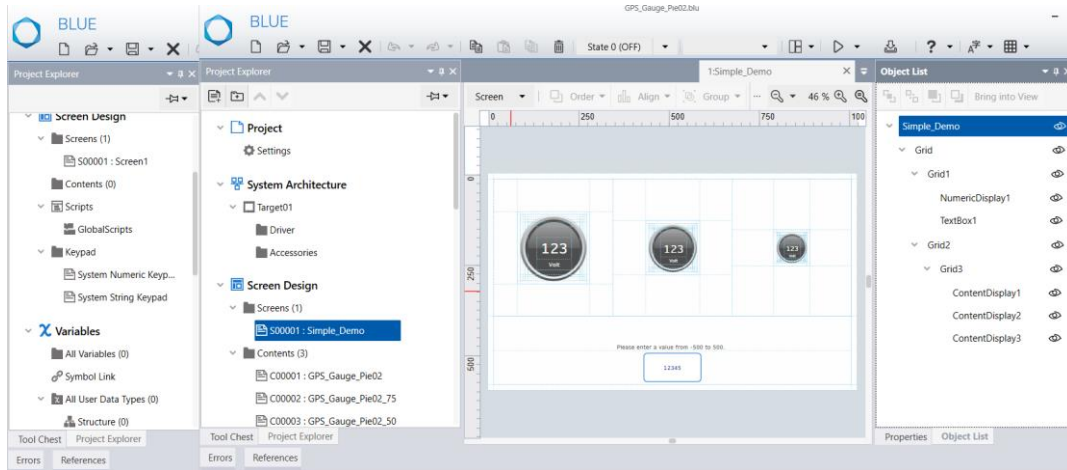 GPS_Gauge_Pie02.blu
BLUE
Project Explorer
Screen Design
Screens (1)
S00001 : Screen1
Contents (0)
Scripts
GlobalScripts
Keypad
System Numeric Keyp...
System String Keypad
Variables
All Variables (0)
Symbol Link
All User Data Types (0)
Structure (0)
Tool Chest Project Explorer
Errors References
BLUE
State 0 (OFF)
Project Explorer
Project
Settings
System Architecture
Target01
Driver
Accessories
Screen Design
Screens (1)
S00001 : Simple_Demo
Contents (3)
C00001 : GPS_Gauge_Pie02
C00002 : GPS_Gauge_Pie02_75
C00003 : GPS_Gauge_Pie02_50
Tool Chest Project Explorer
Errors References
1:Simple_Demo
Screen Order Align Group 46 %
0 250 500 750 100
0
250
500
123
Volt
123
Volt
123
Volt
Please enter a value from -500 to 500.
12345
Object List
Bring into View
Simple_Demo
Grid
Grid1
NumericDisplay1
TextBox1
Grid2
Grid3
ContentDisplay1
ContentDisplay2
ContentDisplay3
Properties Object List